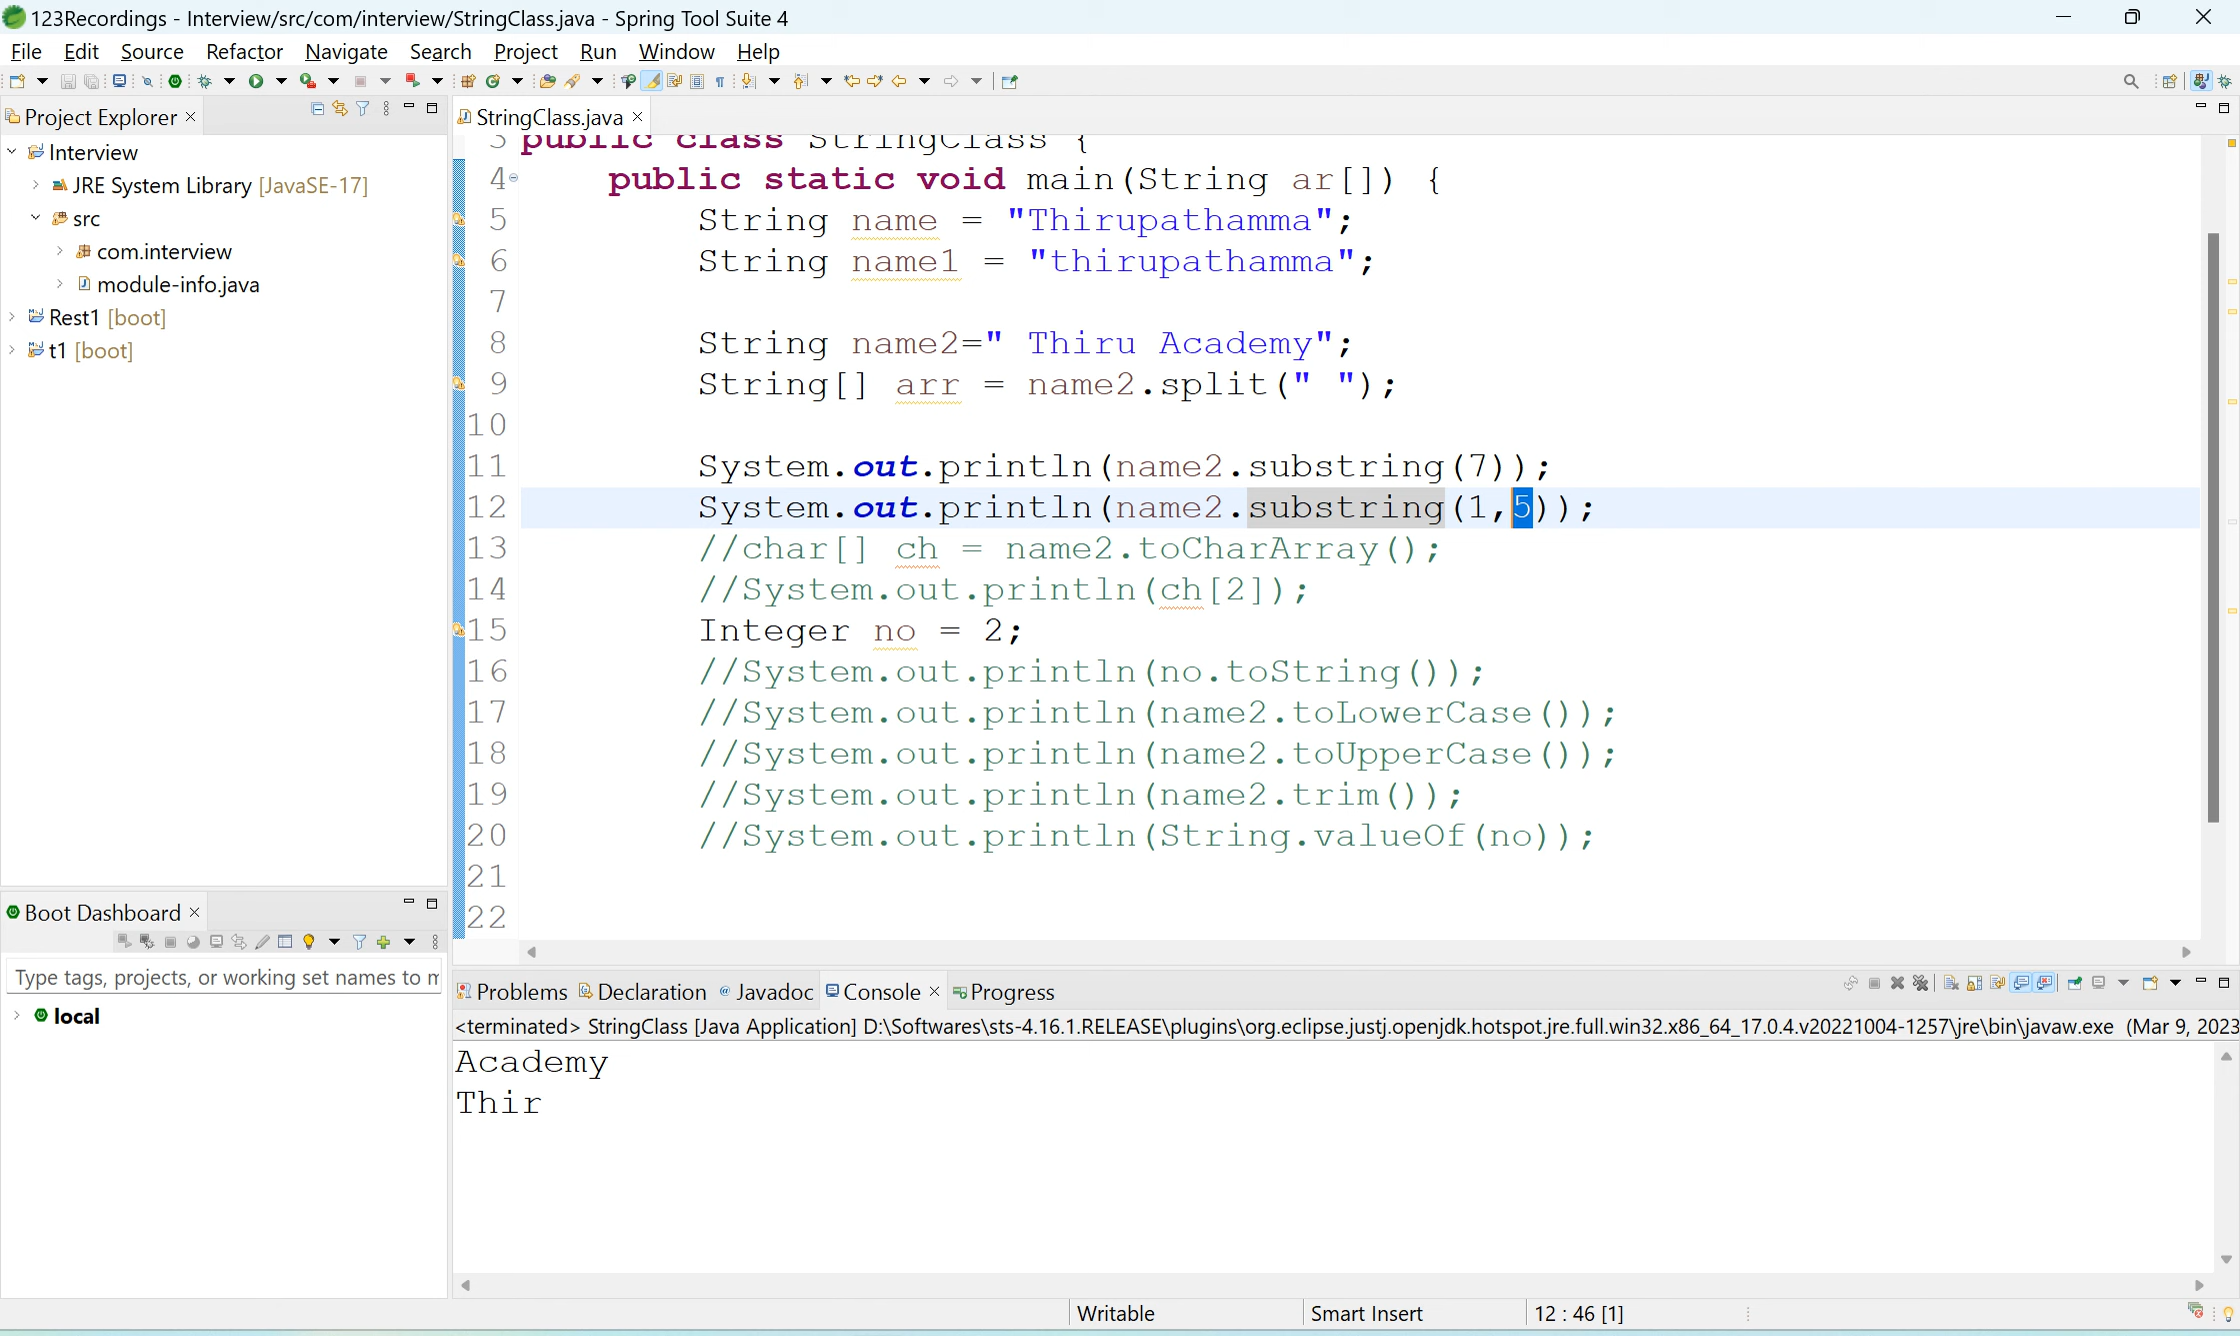 123Recordings - Interview/src/com/interview/StringClass.java - Spring Tool Suite 4
File Edit Source Refactor Navigate Search Project Run Window Help
Project Explorer
Interview
JRE System Library [JavaSE-17]
src
com.interview
module-info.java
Rest1 [boot]
t1 [boot]
StringClass.java
3 public class StringClass {
4 public static void main(String ar[]) {
5 String name = "Thirupathamma";
6 String name1 = "thirupathamma";
7
8 String name2=" Thiru Academy";
9 String[] arr = name2.split(" ");
10
11 System.out.println(name2.substring(7));
12 System.out.println(name2.substring(1,5));
13 //char[] ch = name2.toCharArray();
14 //System.out.println(ch[2]);
15 Integer no = 2;
16 //System.out.println(no.toString());
17 //System.out.println(name2.toLowerCase());
18 //System.out.println(name2.toUpperCase());
19 //System.out.println(name2.trim());
20 //System.out.println(String.valueOf(no));
21
22
Boot Dashboard
Type tags, projects, or working set names to m
local
Problems Declaration Javadoc Console Progress
<terminated> StringClass [Java Application] D:\Softwares\sts-4.16.1.RELEASE\plugins\org.eclipse.justj.openjdk.hotspot.jre.full.win32.x86_64_17.0.4.v20221004-1257\jre\bin\javaw.exe (Mar 9, 2023
Academy
Thir
Writable Smart Insert 12 : 46 [1]